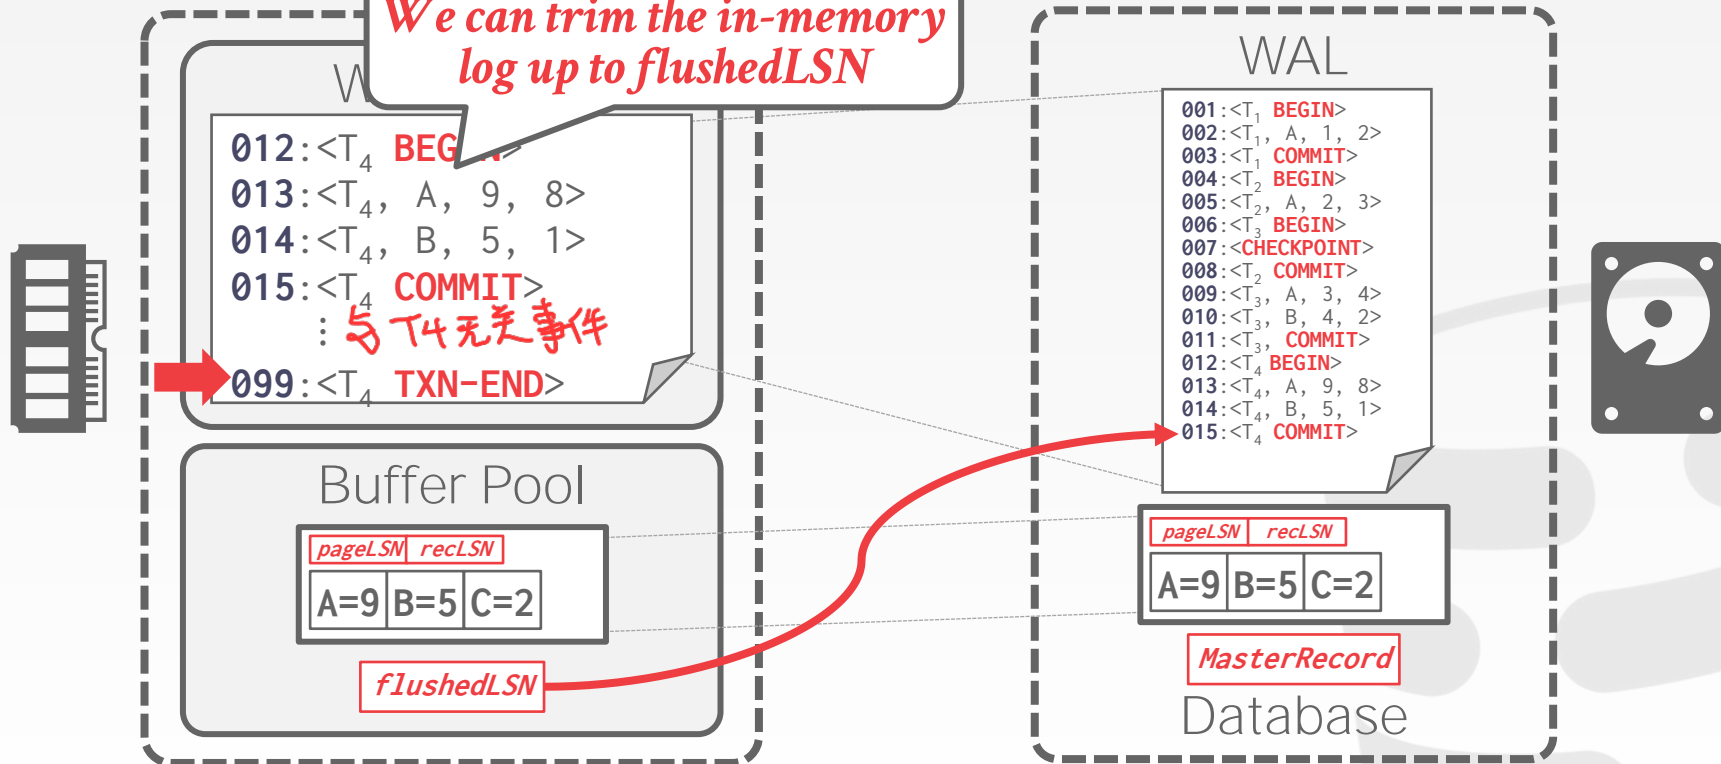 We can trim the in-memory
log up to flushedLSN
W
012:<T4 BEGIN>
013:<T4, A, 9, 8>
014:<T4, B, 5, 1>
015:<T4 COMMIT>
⋮ 与T4无关事件
099:<T4 TXN-END>
Buffer Pool
pageLSN recLSN
A=9 B=5 C=2
flushedLSN
WAL
001:<T1 BEGIN>
002:<T1, A, 1, 2>
003:<T1 COMMIT>
004:<T2 BEGIN>
005:<T2, A, 2, 3>
006:<T3 BEGIN>
007:<CHECKPOINT>
008:<T2 COMMIT>
009:<T3, A, 3, 4>
010:<T3, B, 4, 2>
011:<T3, COMMIT>
012:<T4 BEGIN>
013:<T4, A, 9, 8>
014:<T4, B, 5, 1>
015:<T4 COMMIT>
pageLSN recLSN
A=9 B=5 C=2
MasterRecord
Database